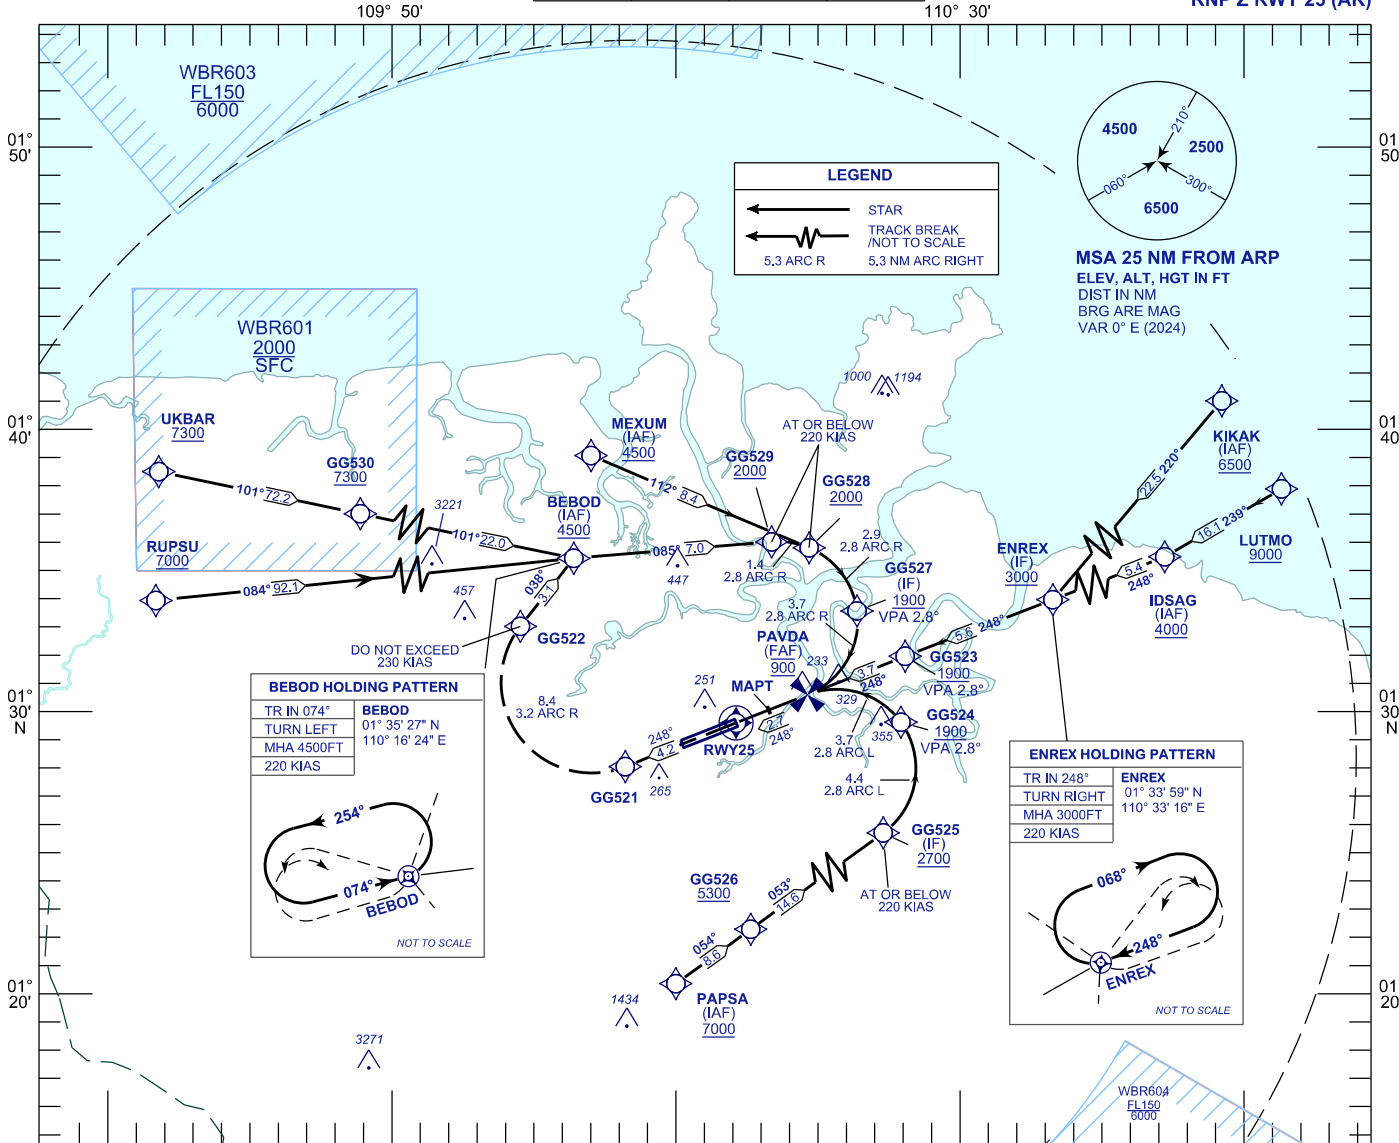 RNP Z RWY 25 (AR)
109° 50'
110° 30'
WBR603
FL150
6000
01°
50'
01
50
4500
210°
2500
060°
300°
6500
LEGEND
STAR
TRACK BREAK
/NOT TO SCALE
5.3 ARC R
5.3 NM ARC RIGHT
MSA 25 NM FROM ARP
ELEV, ALT, HGT IN FT
DIST IN NM
BRG ARE MAG
VAR 0° E (2024)
WBR601
2000
SFC
1000
1194
01°
40'
01
40
UKBAR
7300
MEXUM
(IAF)
4500
AT OR BELOW
220 KIAS
KIKAK
(IAF)
6500
GG530
7300
GG529
2000
GG528
2000
101°
72.2
112°
8.4
22.5
220°
3221
BEBOD
(IAF)
4500
101°
22.0
16.1
239°
LUTMO
9000
RUPSU
7000
085°
7.0
2.9
2.8 ARC R
ENREX
(IF)
3000
1.4
2.8 ARC R
447
084°
92.1
457
038°
3.1
GG527
(IF)
1900
VPA 2.8°
5.4
248°
IDSAG
(IAF)
4000
3.7
2.8 ARC R
GG522
DO NOT EXCEED
230 KIAS
PAVDA
(FAF)
900
233
5.6
248°
GG523
1900
VPA 2.8°
3.7
248°
BEBOD HOLDING PATTERN
TR IN 074°
TURN LEFT
MHA 4500FT
220 KIAS
BEBOD
01° 35' 27" N
110° 16' 24" E
251
MAPT
329
8.4
3.2 ARC R
01°
30'
N
01
30
N
GG524
1900
VPA 2.8°
355
2.7
248°
248°
4.2
RWY25
3.7
2.8 ARC L
GG521
265
4.4
2.8 ARC L
ENREX HOLDING PATTERN
TR IN 248°
TURN RIGHT
MHA 3000FT
220 KIAS
ENREX
01° 33' 59" N
110° 33' 16" E
254°
074°
BEBOD
NOT TO SCALE
GG525
(IF)
2700
AT OR BELOW
220 KIAS
GG526
5300
053°
14.6
054°
8.6
068°
248°
ENREX
NOT TO SCALE
01°
20'
01
20
PAPSA
(IAF)
7000
1434
3271
WBR604
FL150
6000